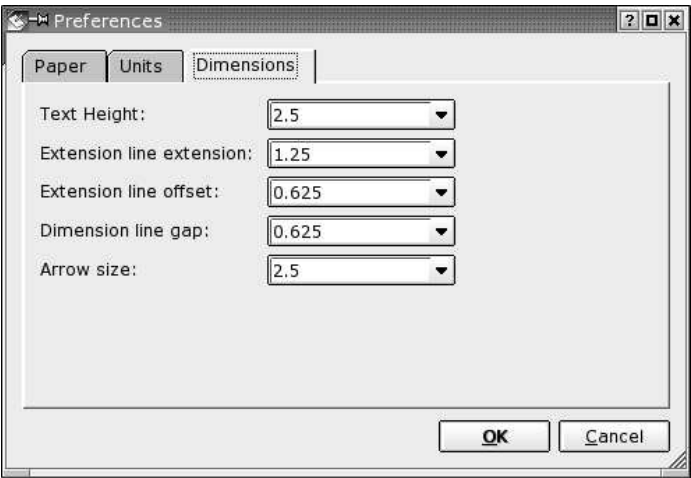 Preferences ?
Paper Units Dimensions
Text Height: 2.5
Extension line extension: 1.25
Extension line offset: 0.625
Dimension line gap: 0.625
Arrow size: 2.5
OK Cancel